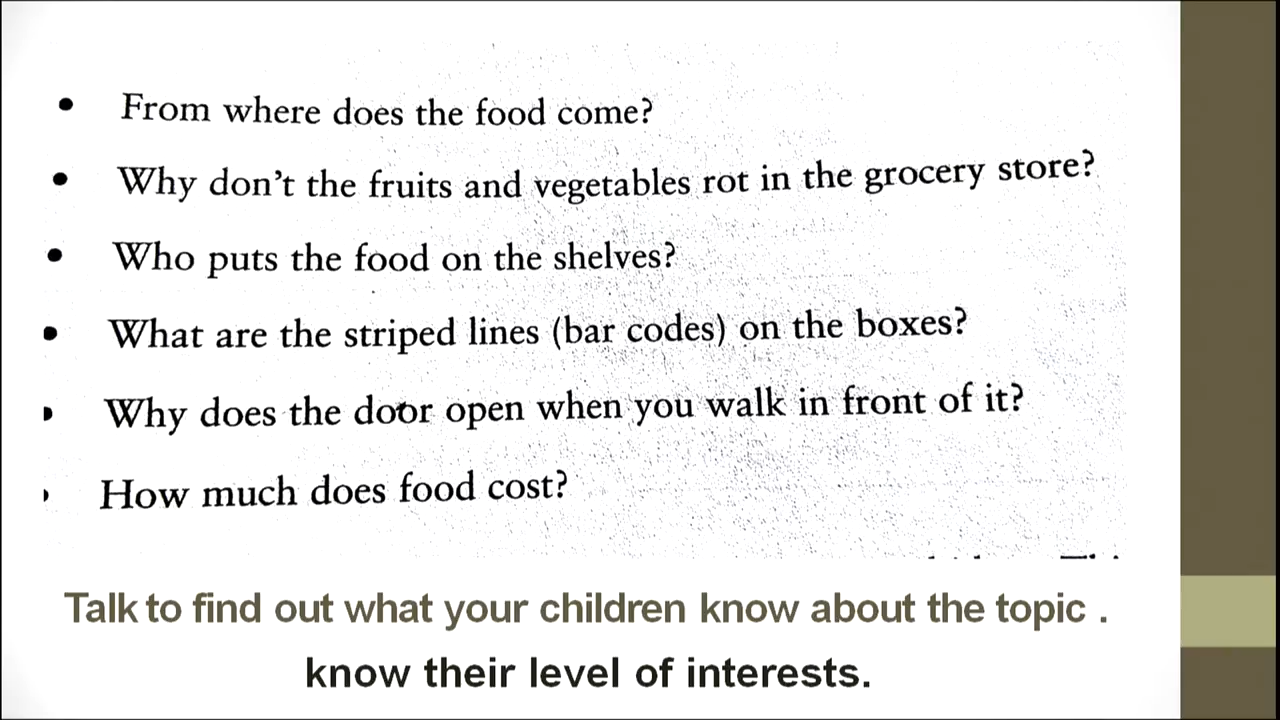 • From where does the food come?
• Why don't the fruits and vegetables rot in the grocery store?
• Who puts the food on the shelves?
• What are the striped lines (bar codes) on the boxes?
• Why does the door open when you walk in front of it?
• How much does food cost?
Talk to find out what your children know about the topic .
know their level of interests.